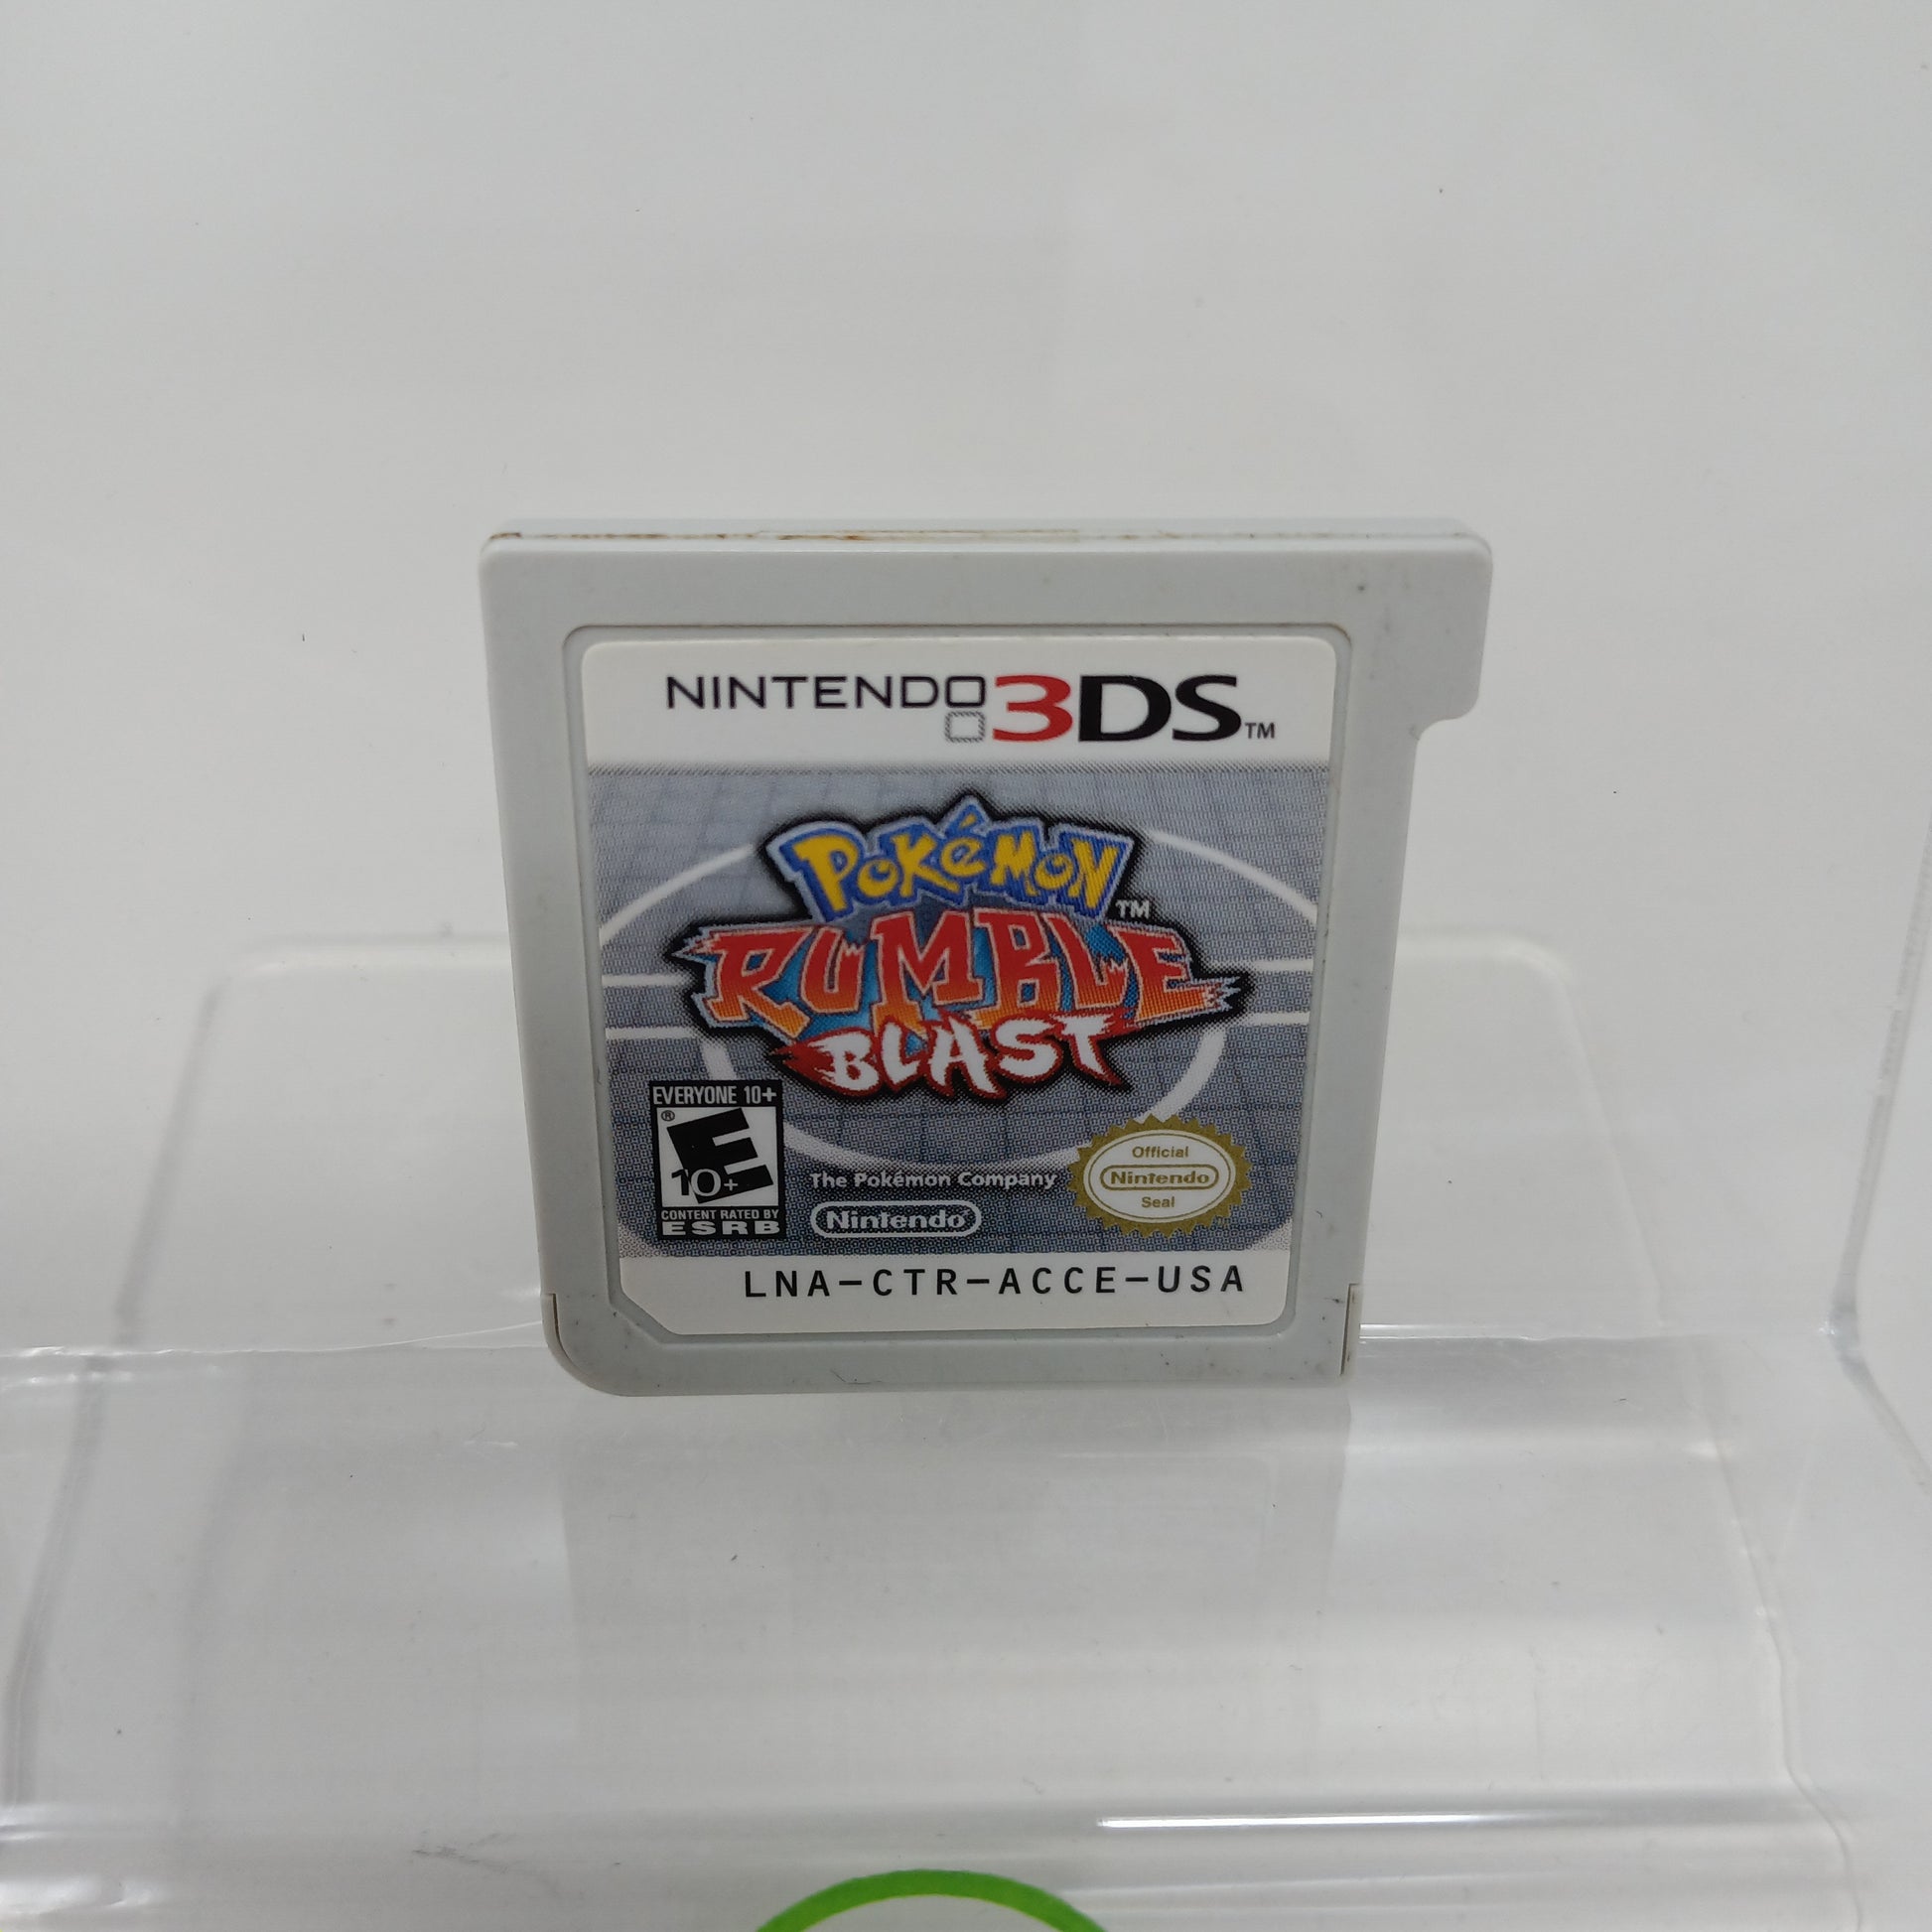 NINTENDO 3DS™
POKéMON™
RUMBLE
BLAST
EVERYONE 10+
®
E
10+
CONTENT RATED BY
ESRB
The Pokémon Company
Nintendo®
Official
Nintendo
Seal
LNA-CTR-ACCE-USA